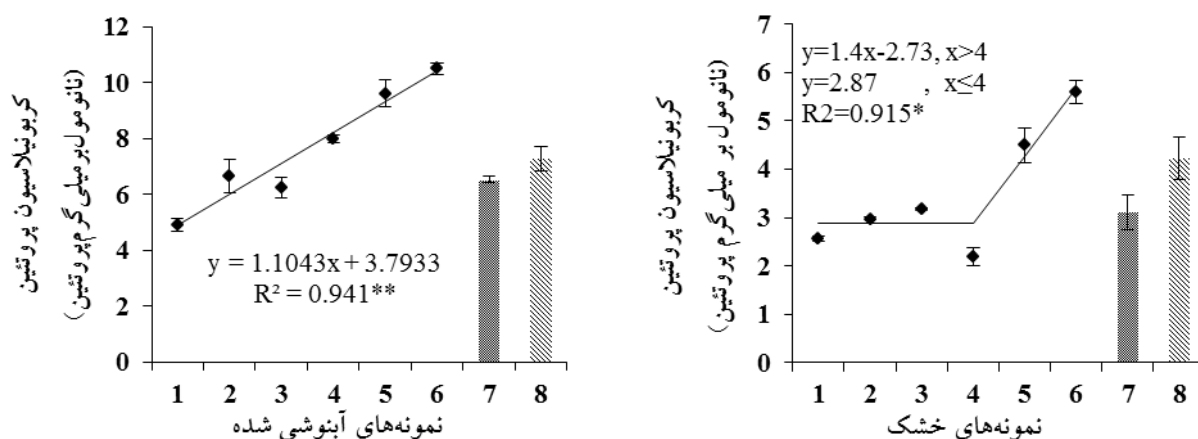 کربونیلاسیون پروتئین
(نانومول بر میلی گرم پروتئین)
12
10
8
6
4
2
0
y = 1.1043x + 3.7933
R² = 0.941**
1 2 3 4 5 6 7 8
نمونه‌های آبنوشی شده
کربونیلاسیون پروتئین
(نانومول بر میلی گرم پروتئین)
7
6
5
4
3
2
1
0
y=1.4x-2.73, x>4
y=2.87 , x≤4
R2=0.915*
1 2 3 4 5 6 7 8
نمونه‌های خشک